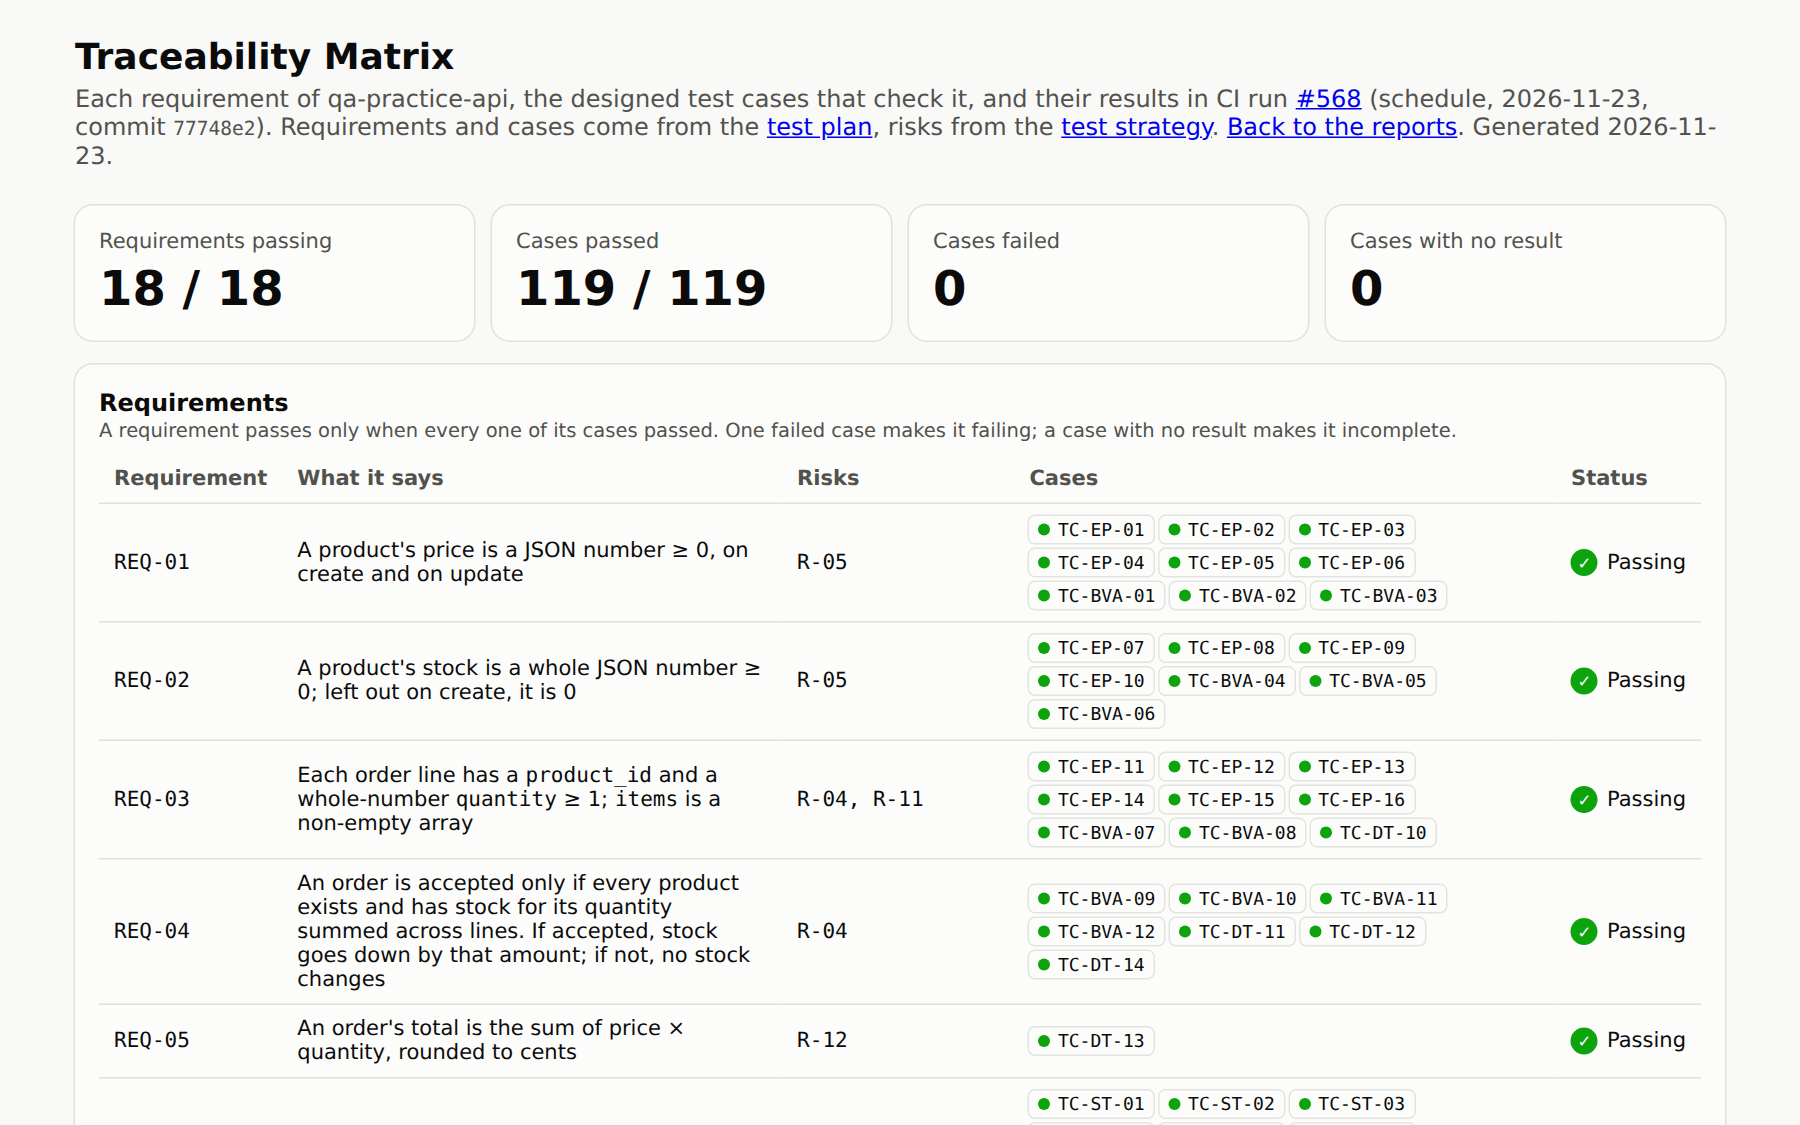 Traceability Matrix
Each requirement of qa-practice-api, the designed test cases that check it, and their results in CI run #568 (schedule, 2026-11-23,
commit 77748e2). Requirements and cases come from the test plan, risks from the test strategy. Back to the reports. Generated 2026-11-
23.
Requirements passing
18 / 18
Cases passed
119 / 119
Cases failed
0
Cases with no result
0
Requirements
A requirement passes only when every one of its cases passed. One failed case makes it failing; a case with no result makes it incomplete.
Requirement What it says Risks Cases Status
REQ-01
A product's price is a JSON number ≥ 0, on
create and on update
R-05
TC-EP-01 TC-EP-02 TC-EP-03
TC-EP-04 TC-EP-05 TC-EP-06
TC-BVA-01 TC-BVA-02 TC-BVA-03
✓ Passing
REQ-02
A product's stock is a whole JSON number ≥
0; left out on create, it is 0
R-05
TC-EP-07 TC-EP-08 TC-EP-09
TC-EP-10 TC-BVA-04 TC-BVA-05
TC-BVA-06
✓ Passing
REQ-03
Each order line has a product_id and a
whole-number quantity ≥ 1; items is a
non-empty array
R-04, R-11
TC-EP-11 TC-EP-12 TC-EP-13
TC-EP-14 TC-EP-15 TC-EP-16
TC-BVA-07 TC-BVA-08 TC-DT-10
✓ Passing
REQ-04
An order is accepted only if every product
exists and has stock for its quantity
summed across lines. If accepted, stock
goes down by that amount; if not, no stock
changes
R-04
TC-BVA-09 TC-BVA-10 TC-BVA-11
TC-BVA-12 TC-DT-11 TC-DT-12
TC-DT-14
✓ Passing
REQ-05
An order's total is the sum of price ×
quantity, rounded to cents
R-12
TC-DT-13
✓ Passing
TC-ST-01 TC-ST-02 TC-ST-03